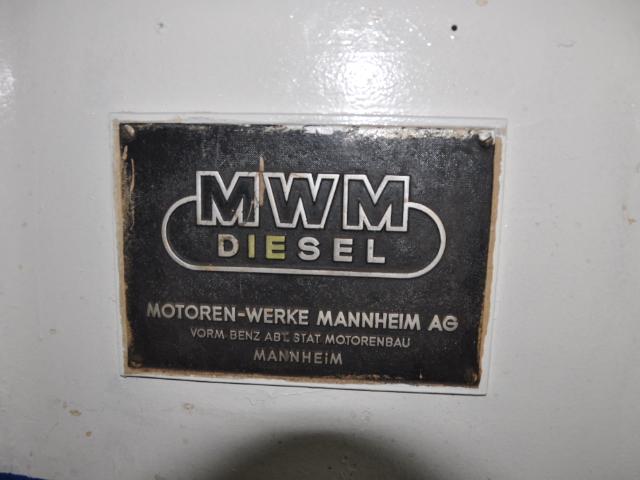 MWM
DIESEL
MOTOREN-WERKE MANNHEIM AG
VORM. BENZ ABT. STAT MOTORENBAU
MANNHEIM